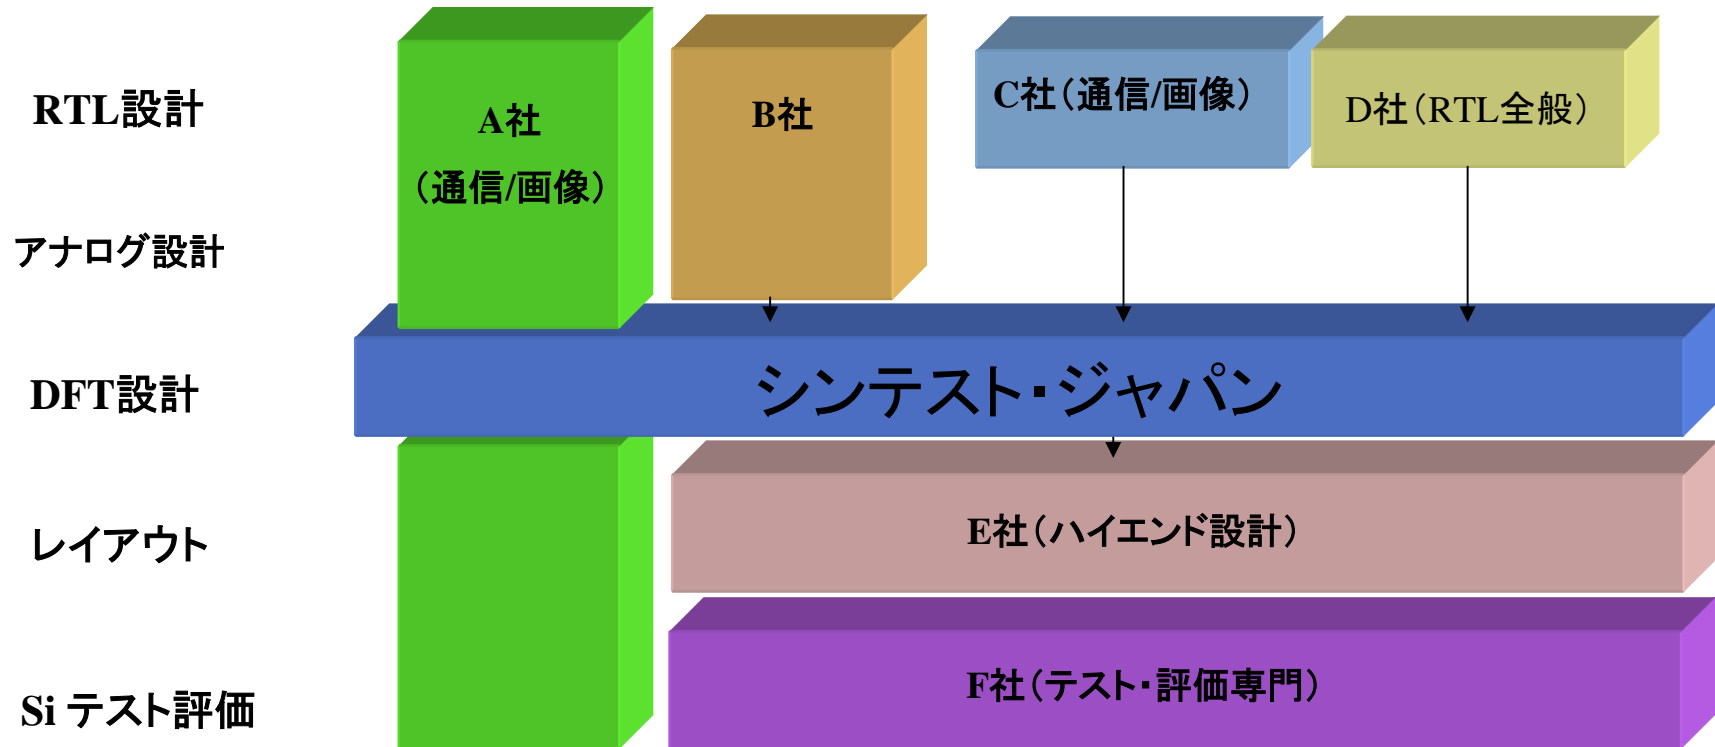 RTL設計
A社
(通信/画像)
B社
C社(通信/画像)
D社(RTL全般)
アナログ設計
DFT設計
シンテスト・ジャパン
レイアウト
E社(ハイエンド設計)
Si テスト評価
F社(テスト・評価専門)